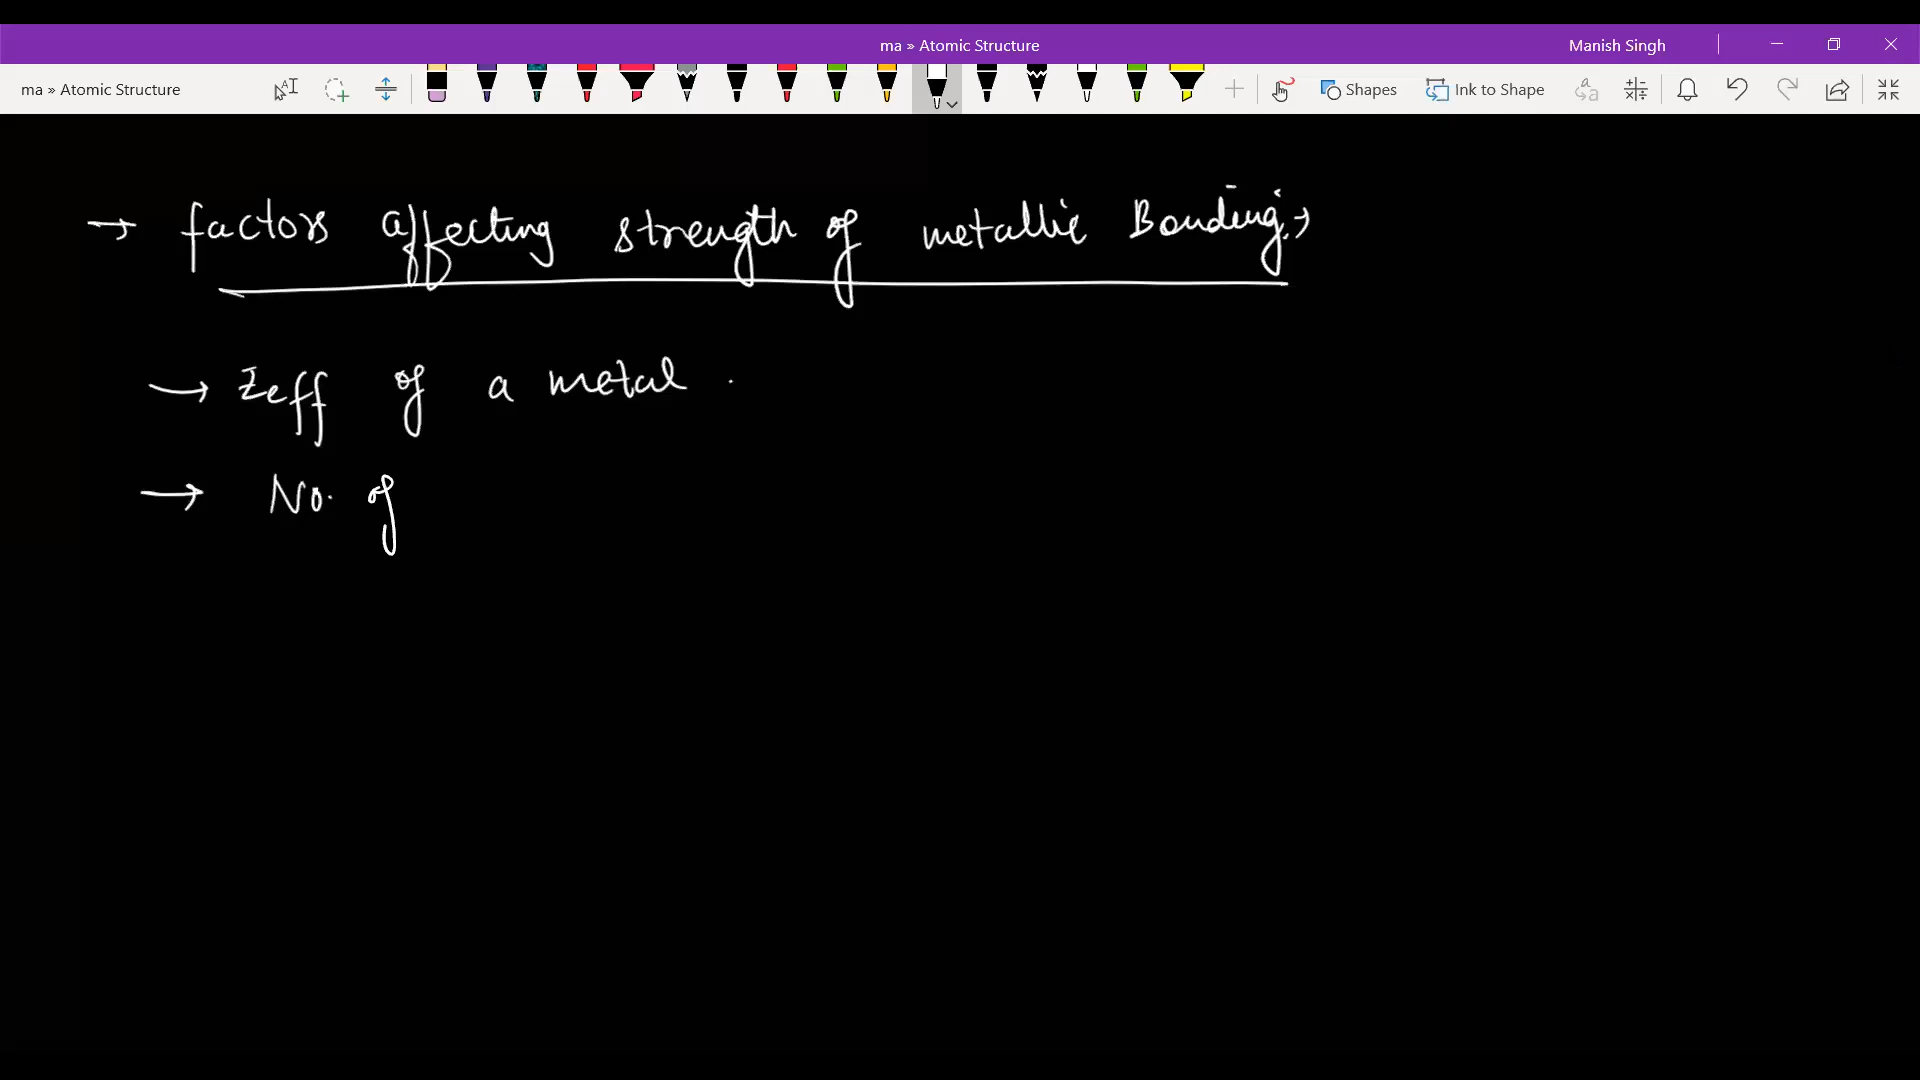 ma » Atomic Structure
Manish Singh
ma » Atomic Structure
Shapes
Ink to Shape
→ factors affecting strength of metallic Bonding →
→ Zeff of a metal .
→ No. of